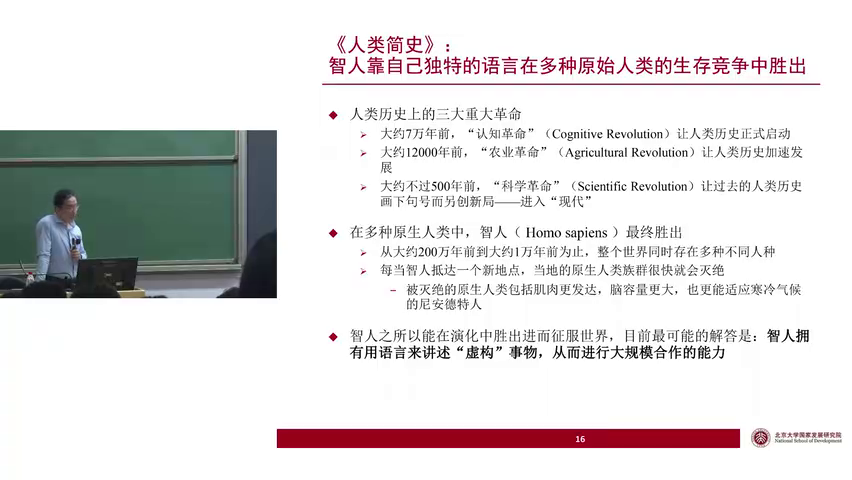 《人类简史》：
智人靠自己独特的语言在多种原始人类的生存竞争中胜出
人类历史上的三大重大革命
大约7万年前，“认知革命”（Cognitive Revolution）让人类历史正式启动
大约12000年前，“农业革命”（Agricultural Revolution）让人类历史加速发
展
大约不过500年前，“科学革命”（Scientific Revolution）让过去的人类历史
画下句号而另创新局——进入“现代”
在多种原生人类中，智人（ Homo sapiens ）最终胜出
从大约200万年前到大约1万年前为止，整个世界同时存在多种不同人种
每当智人抵达一个新地点，当地的原生人类族群很快就会灭绝
－ 被灭绝的原生人类包括肌肉更发达，脑容量更大，也更能适应寒冷气候
的尼安德特人
智人之所以能在演化中胜出进而征服世界，目前最可能的解答是：智人拥
有用语言来讲述“虚构”事物，从而进行大规模合作的能力
16
北京大学国家发展研究院
National School of Development